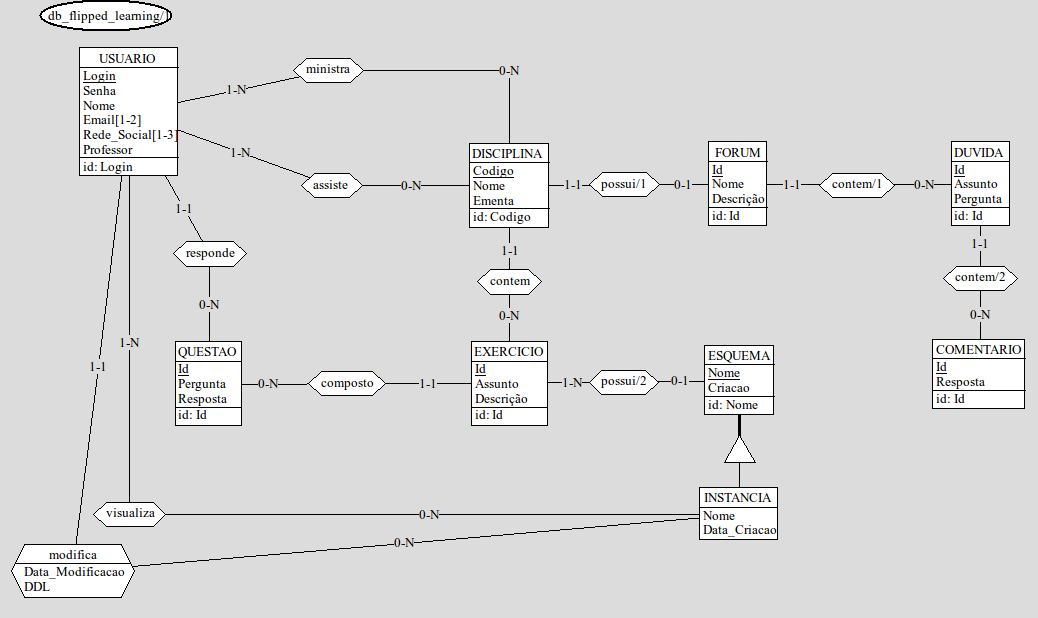 db_flipped_learning/
USUARIO
Login
Senha
Nome
Email[1-2]
Rede_Social[1-3]
Professor
id: Login
1-N
ministra
0-N
1-N
assiste
0-N
DISCIPLINA
Codigo
Nome
Ementa
id: Codigo
1-1
possui/1
0-1
FORUM
Id
Nome
Descrição
id: Id
1-1
contem/1
0-N
DUVIDA
Id
Assunto
Pergunta
id: Id
1-1
responde
0-N
1-1
contem
0-N
1-1
contem/2
0-N
QUESTAO
Id
Pergunta
Resposta
id: Id
0-N
composto
1-1
EXERCICIO
Id
Assunto
Descrição
id: Id
1-N
possui/2
0-1
ESQUEMA
Nome
Criacao
id: Nome
COMENTARIO
Id
Resposta
id: Id
1-N
1-1
visualiza
0-N
INSTANCIA
Nome
Data_Criacao
0-N
modifica
Data_Modificacao
DDL